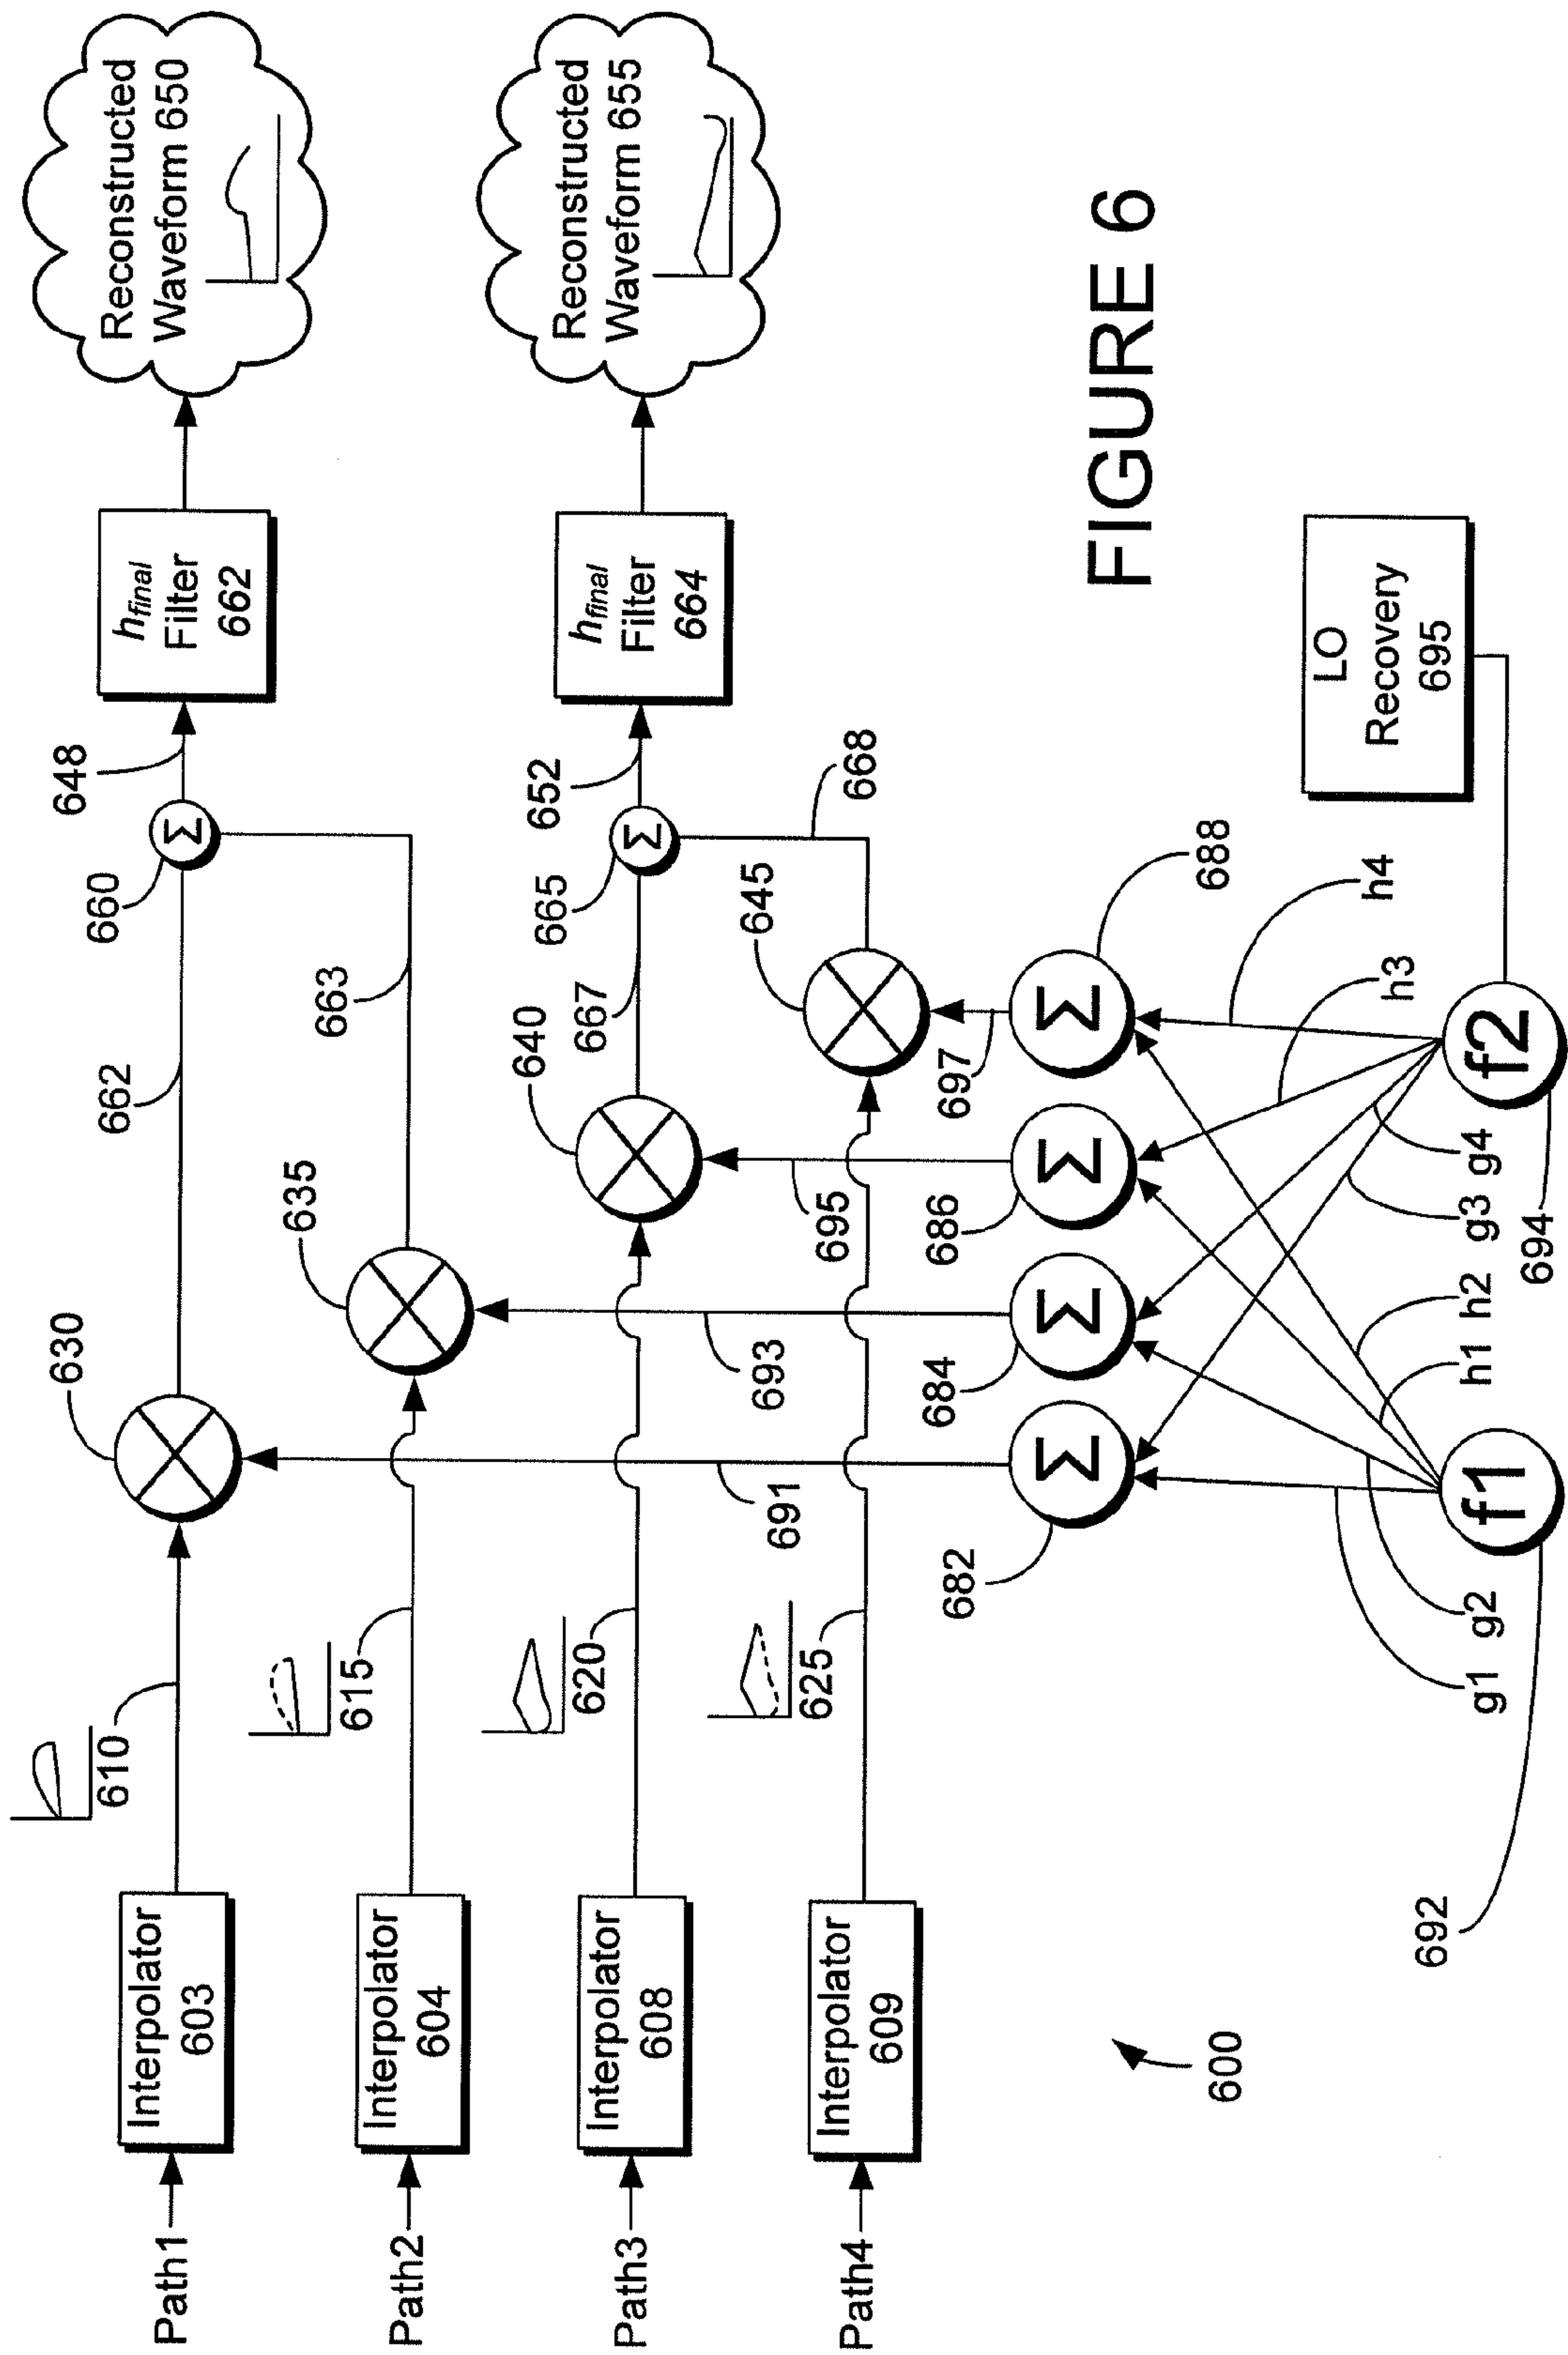 Path1
Interpolator
603
610
630
662
660
Σ
648
hfinal
Filter
662
Reconstructed
Waveform 650
Path2
Interpolator
604
615
635
663
Path3
Interpolator
608
620
640
667
665
Σ
652
hfinal
Filter
664
Reconstructed
Waveform 655
Path4
Interpolator
609
625
645
668
691
693
695
697
682
Σ
684
Σ
686
Σ
Σ
688
g1
g2
h1
h2
g3
g4
h3
h4
692
f1
694
f2
LO
Recovery
695
600
FIGURE 6